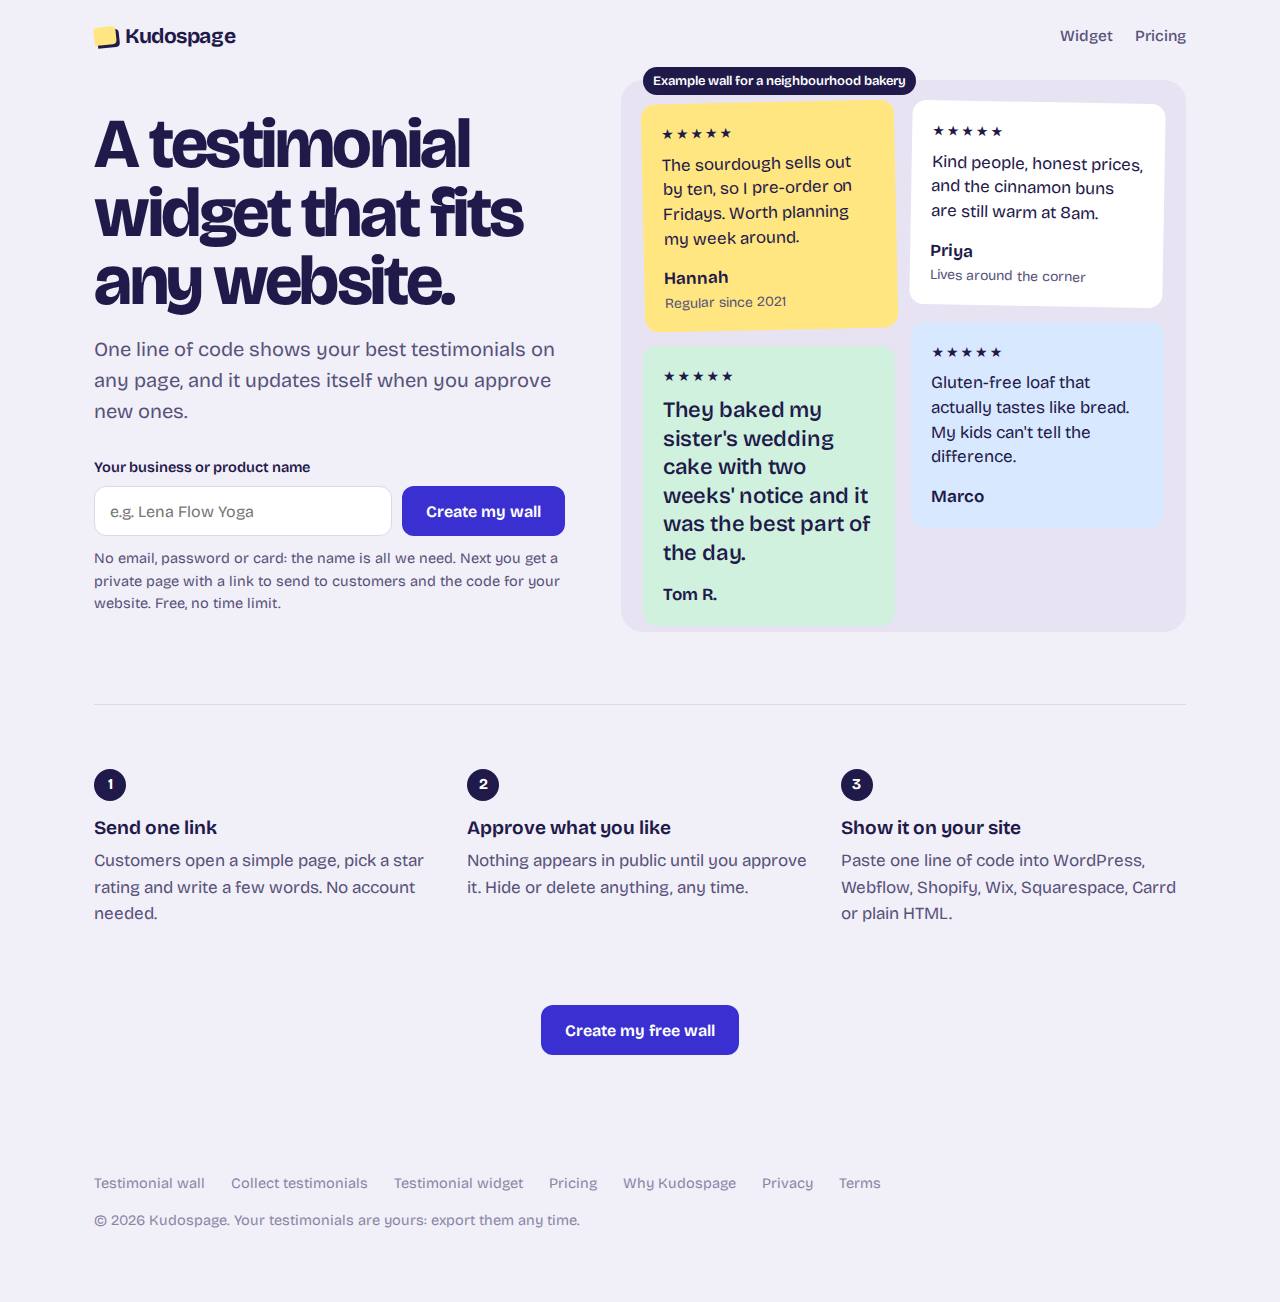 Kudospage
Widget
Pricing
A testimonial
widget that fits
any website.
One line of code shows your best testimonials on
any page, and it updates itself when you approve
new ones.
Your business or product name
e.g. Lena Flow Yoga
Create my wall
No email, password or card: the name is all we need. Next you get a
private page with a link to send to customers and the code for your
website. Free, no time limit.
Example wall for a neighbourhood bakery
★★★★★
The sourdough sells out
by ten, so I pre-order on
Fridays. Worth planning
my week around.
Hannah
Regular since 2021
★★★★★
They baked my
sister's wedding
cake with two
weeks' notice and it
was the best part of
the day.
Tom R.
★★★★★
Kind people, honest prices,
and the cinnamon buns
are still warm at 8am.
Priya
Lives around the corner
★★★★★
Gluten-free loaf that
actually tastes like bread.
My kids can't tell the
difference.
Marco
1
Send one link
Customers open a simple page, pick a star
rating and write a few words. No account
needed.
2
Approve what you like
Nothing appears in public until you approve
it. Hide or delete anything, any time.
3
Show it on your site
Paste one line of code into WordPress,
Webflow, Shopify, Wix, Squarespace, Carrd
or plain HTML.
Create my free wall
Testimonial wall
Collect testimonials
Testimonial widget
Pricing
Why Kudospage
Privacy
Terms
© 2026 Kudospage. Your testimonials are yours: export them any time.